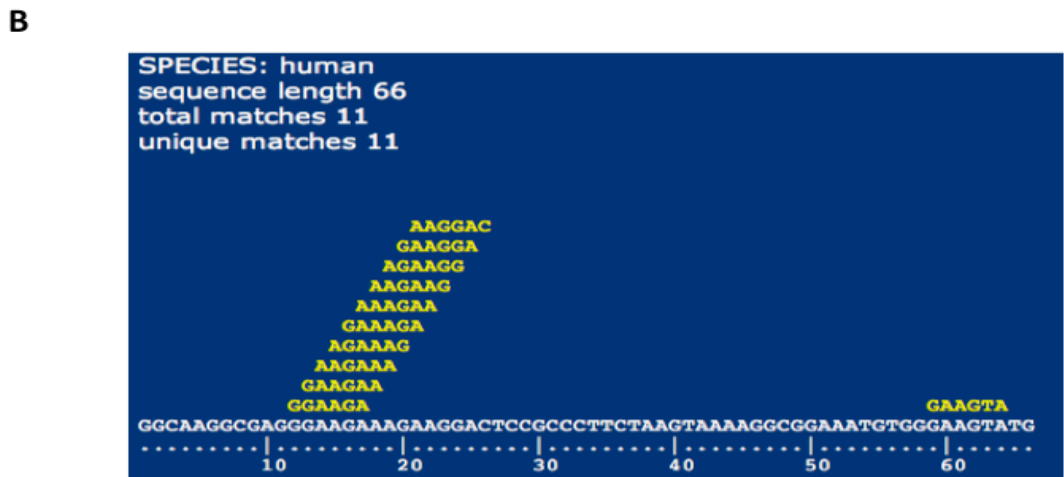 B
SPECIES: human
sequence length 66
total matches 11
unique matches 11
AAGGAC
GAAGGA
AGAAGG
AAGAAG
AAAGAA
GAAAGA
AGAAAG
AAGAAA
GAAGAA
GGAAGA GAAGTA
GGCAAGGCGAGGGAAGAAAGAAGGACTCCGCCCTTCTAAGTAAAAGGCGGAAATGTGGGAAGTATG
.........|.........|.........|.........|.........|.........|......
10 20 30 40 50 60